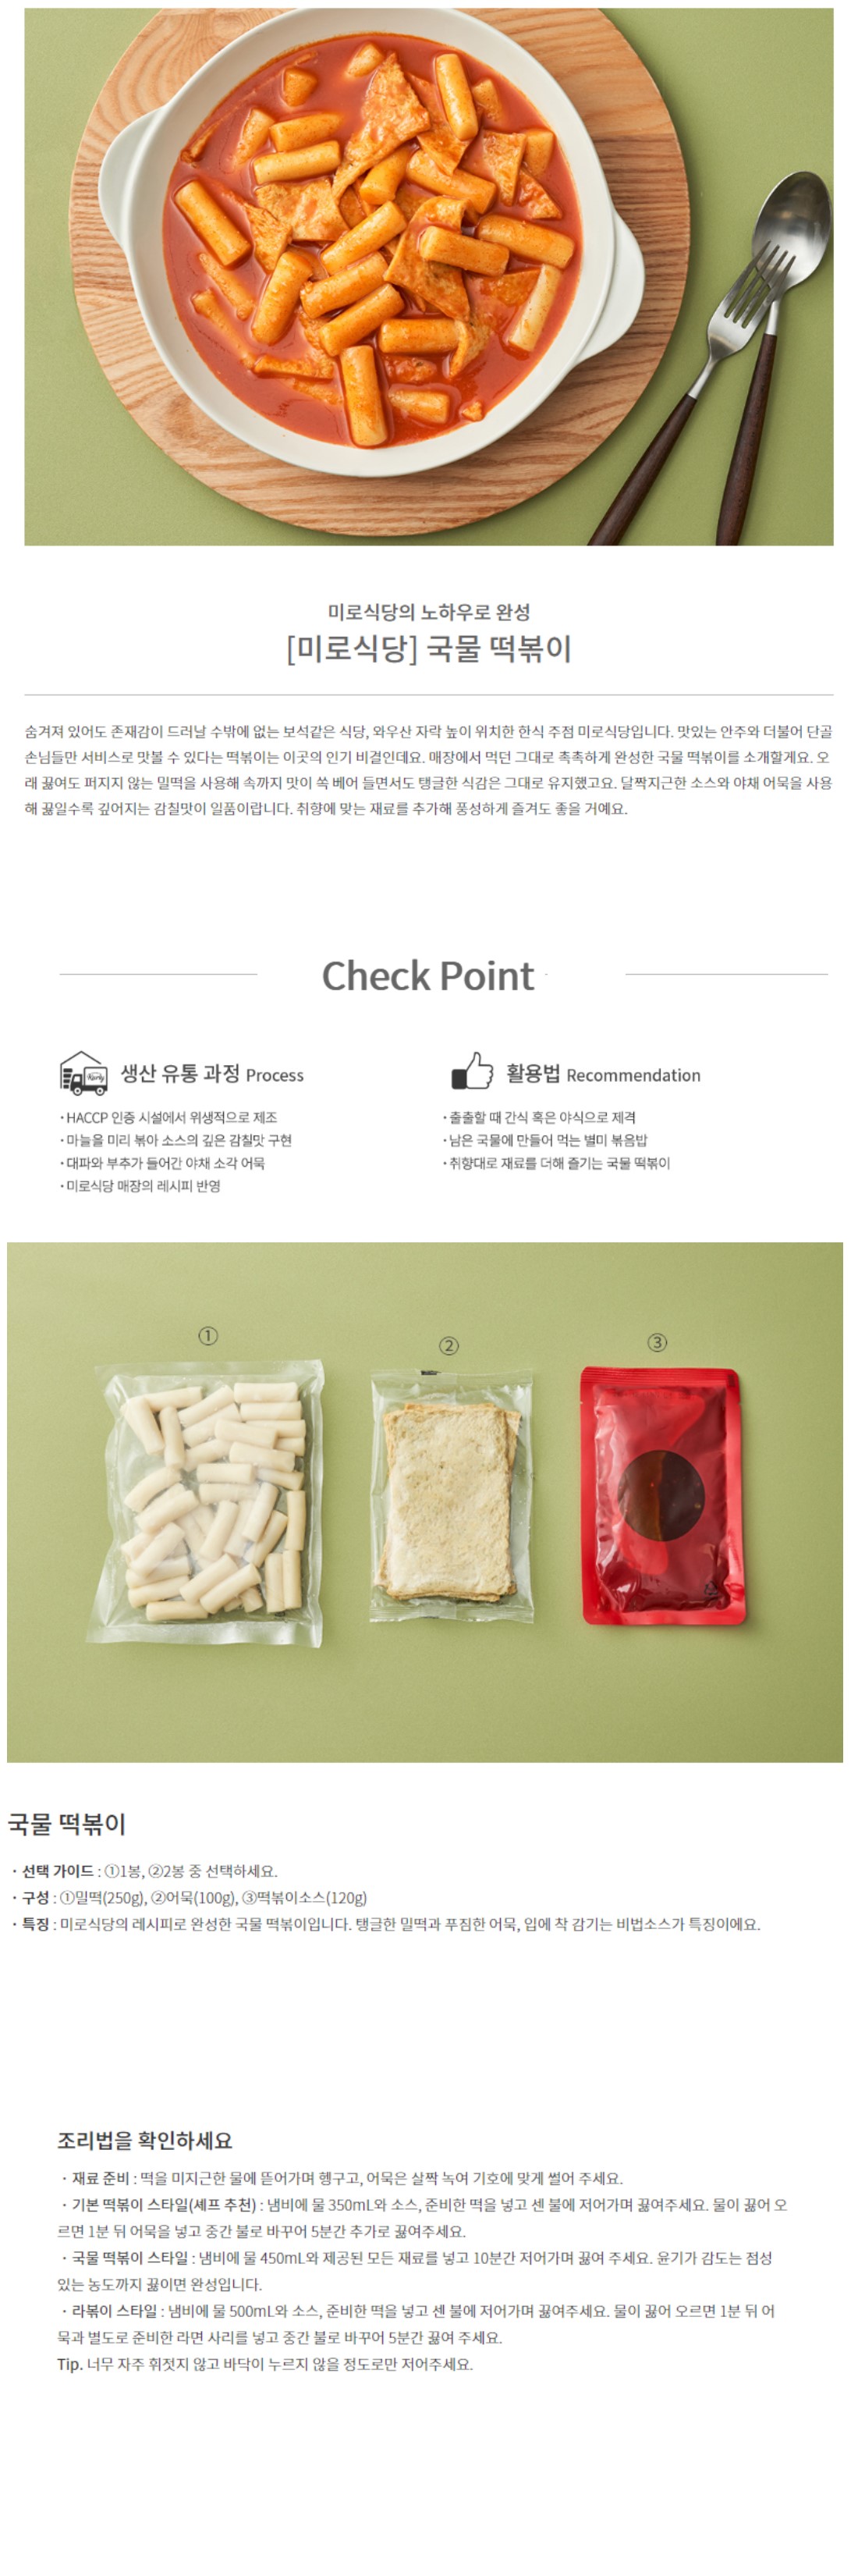 미로식당의 노하우로 완성
[미로식당] 국물 떡볶이
숨겨져 있어도 존재감이 드러날 수밖에 없는 보석같은 식당, 와우산 자락 높이 위치한 한식 주점 미로식당입니다. 맛있는 안주와 더불어 단골
손님들만 서비스로 맛볼 수 있다는 떡볶이는 이곳의 인기 비결인데요. 매장에서 먹던 그대로 촉촉하게 완성한 국물 떡볶이를 소개할게요. 오
래 끓여도 퍼지지 않는 밀떡을 사용해 속까지 맛이 쏙 베어 들면서도 탱글한 식감은 그대로 유지했고요. 달짝지근한 소스와 야채 어묵을 사용
해 끓일수록 깊어지는 감칠맛이 일품이랍니다. 취향에 맞는 재료를 추가해 풍성하게 즐겨도 좋을 거예요.
Check Point
Kurly
생산 유통 과정 Process
· HACCP 인증 시설에서 위생적으로 제조
· 마늘을 미리 볶아 소스의 깊은 감칠맛 구현
· 대파와 부추가 들어간 야채 소각 어묵
· 미로식당 매장의 레시피 반영
활용법 Recommendation
· 출출할 때 간식 혹은 야식으로 제격
· 남은 국물에 만들어 먹는 별미 볶음밥
· 취향대로 재료를 더해 즐기는 국물 떡볶이
①
②
③
국물 떡볶이
· 선택 가이드 : ①1봉, ②2봉 중 선택하세요.
· 구성 : ①밀떡(250g), ②어묵(100g), ③떡볶이소스(120g)
· 특징 : 미로식당의 레시피로 완성한 국물 떡볶이입니다. 탱글한 밀떡과 푸짐한 어묵, 입에 착 감기는 비법소스가 특징이에요.
조리법을 확인하세요
· 재료 준비 : 떡을 미지근한 물에 뜯어가며 헹구고, 어묵은 살짝 녹여 기호에 맞게 썰어 주세요.
· 기본 떡볶이 스타일(셰프 추천) : 냄비에 물 350mL와 소스, 준비한 떡을 넣고 센 불에 저어가며 끓여주세요. 물이 끓어 오
르면 1분 뒤 어묵을 넣고 중간 불로 바꾸어 5분간 추가로 끓여주세요.
· 국물 떡볶이 스타일 : 냄비에 물 450mL와 제공된 모든 재료를 넣고 10분간 저어가며 끓여 주세요. 윤기가 감도는 점성
있는 농도까지 끓이면 완성입니다.
· 라볶이 스타일 : 냄비에 물 500mL와 소스, 준비한 떡을 넣고 센 불에 저어가며 끓여주세요. 물이 끓어 오르면 1분 뒤 어
묵과 별도로 준비한 라면 사리를 넣고 중간 불로 바꾸어 5분간 끓여 주세요.
Tip. 너무 자주 휘젓지 않고 바닥이 누르지 않을 정도로만 저어주세요.